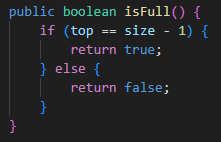 public boolean isFull() {
    if (top == size - 1) {
        return true;
    } else {
        return false;
    }
}